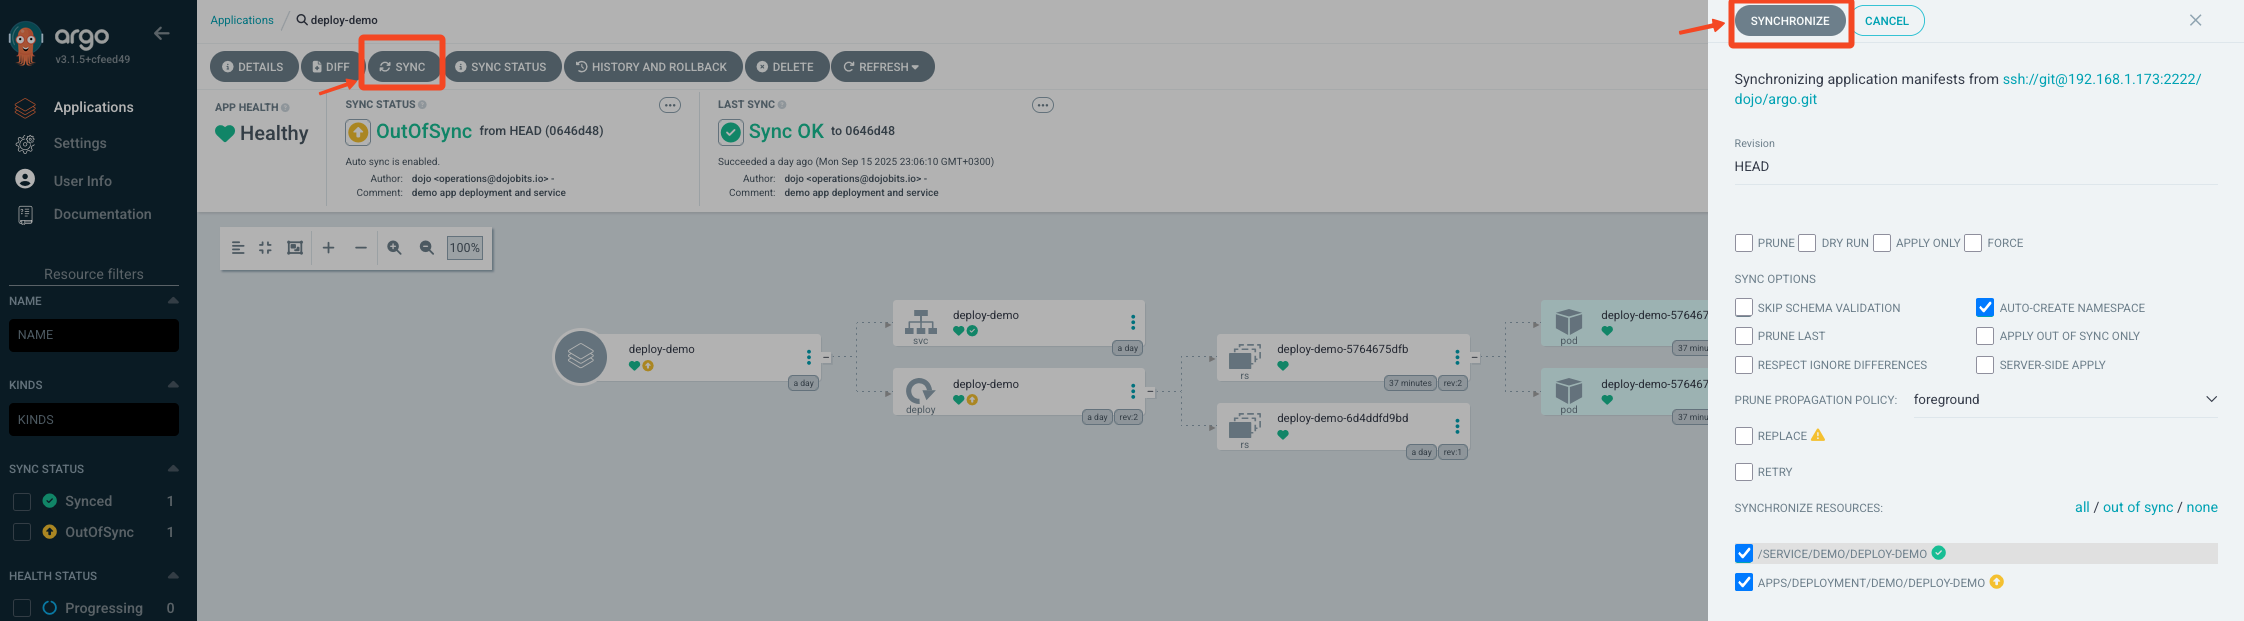 argo
v3.1.5+cfeed49
Applications
Settings
User Info
Documentation
Resource filters
NAME
NAME
KINDS
KINDS
SYNC STATUS
Synced 1
OutOfSync 1
HEALTH STATUS
Progressing 0
Applications / deploy-demo
DETAILS DIFF SYNC SYNC STATUS HISTORY AND ROLLBACK DELETE REFRESH
APP HEALTH
Healthy
SYNC STATUS
OutOfSync from HEAD (0646d48)
Auto sync is enabled.
Author: dojo <operations@dojobits.io> -
Comment: demo app deployment and service
LAST SYNC
Sync OK to 0646d48
Succeeded a day ago (Mon Sep 15 2025 23:06:10 GMT+0300)
Author: dojo <operations@dojobits.io> -
Comment: demo app deployment and service
100%
deploy-demo
a day
deploy-demo
svc
a day
deploy-demo
deploy
a day rev:2
deploy-demo-5764675dfb
rs
37 minutes rev:2
deploy-demo-6d4ddfd9bd
rs
a day rev:1
deploy-demo-576467
pod
37 minu
deploy-demo-576467
pod
37 minu
SYNCHRONIZE CANCEL
Synchronizing application manifests from ssh://git@192.168.1.173:2222/
dojo/argo.git
Revision
HEAD
PRUNE DRY RUN APPLY ONLY FORCE
SYNC OPTIONS
SKIP SCHEMA VALIDATION AUTO-CREATE NAMESPACE
PRUNE LAST APPLY OUT OF SYNC ONLY
RESPECT IGNORE DIFFERENCES SERVER-SIDE APPLY
PRUNE PROPAGATION POLICY: foreground
REPLACE
RETRY
SYNCHRONIZE RESOURCES: all / out of sync / none
/SERVICE/DEMO/DEPLOY-DEMO
APPS/DEPLOYMENT/DEMO/DEPLOY-DEMO